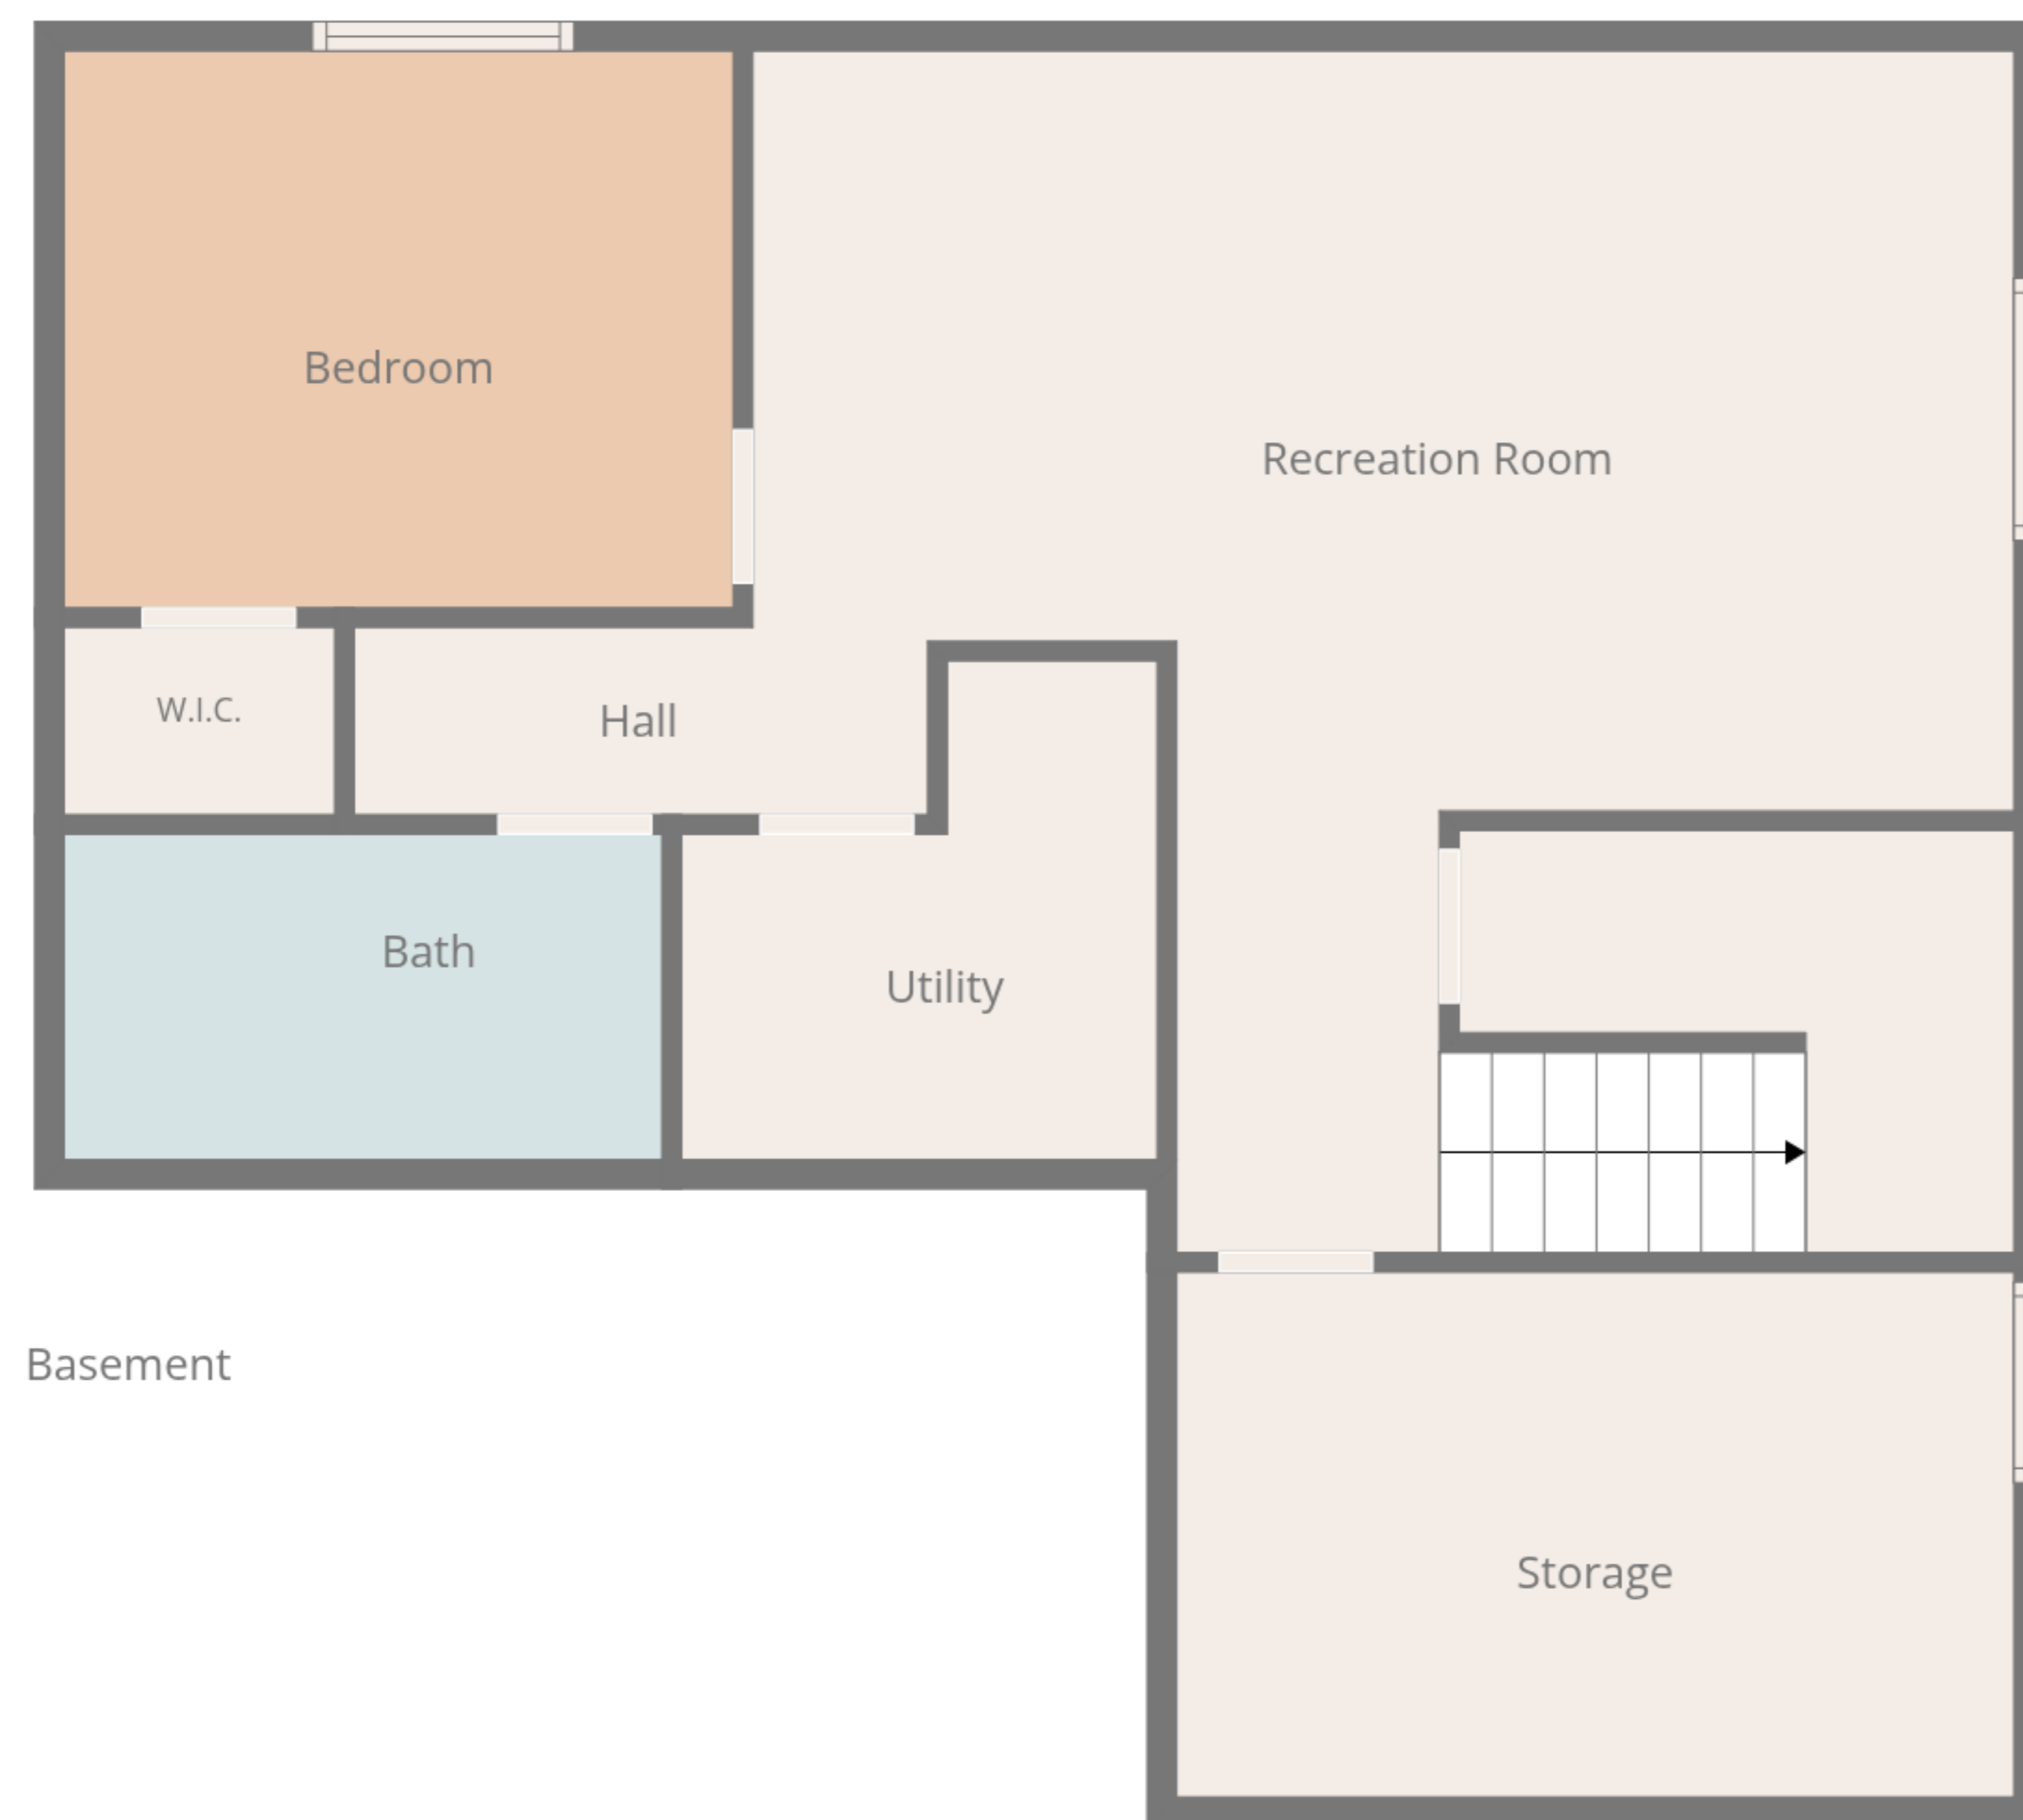 Bedroom
Recreation Room
W.I.C.
Hall
Bath
Utility
Basement
Storage